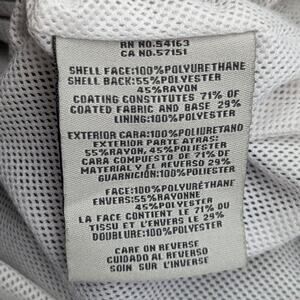 RN NO.54163
CA NO.57151
SHELL FACE:100%POLYURETHANE
SHELL BACK:55%POLYESTER
45%RAYON
COATING CONSTITUTES 71% OF
COATED FABRIC AND BASE 29%
LINING:100%POLYESTER
EXTERIOR CARA:100%POLIURETANO
EXTERIOR PARTE ATRAS:
55%RAYON,45%POLYESTER
CARA COMPUESTO DE 71%DE
MATERIAL Y EL REVERSO 29%
GUARNICIÓN:100%POLIESTER
FACE:100%POLYURÉTHANE
ENVERS:55%RAYONNE
45%POLYESTER
LA FACE CONTIENT LE 71%DU
TISSU ET L'ENVERS LE 29%
DOUBLURE:100%POLYESTER
CARE ON REVERSE
CUIDADO AL REVERSO
SOIN SUR L'INVERSE